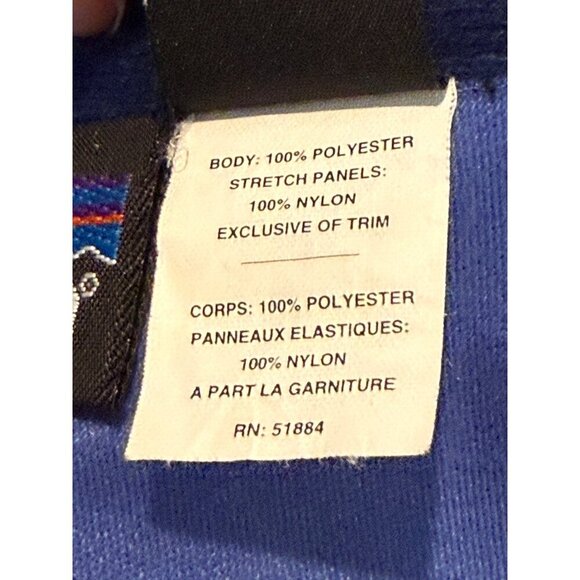 BODY: 100% POLYESTER
STRETCH PANELS:
100% NYLON
EXCLUSIVE OF TRIM
CORPS: 100% POLYESTER
PANNEAUX ELASTIQUES:
100% NYLON
A PART LA GARNITURE
RN: 51884